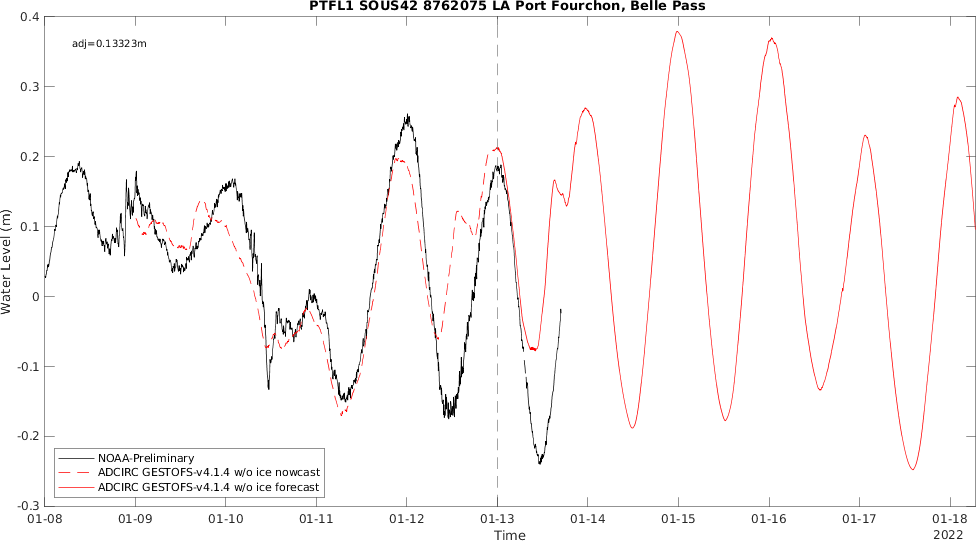 PTFL1 SOUS42 8762075 LA Port Fourchon, Belle Pass
adj=0.13323m
0.4
0.3
0.2
0.1
0
-0.1
-0.2
-0.3
Water Level (m)
NOAA-Preliminary
ADCIRC GESTOFS-v4.1.4 w/o ice nowcast
ADCIRC GESTOFS-v4.1.4 w/o ice forecast
01-08 01-09 01-10 01-11 01-12 01-13 01-14 01-15 01-16 01-17 01-18
Time
2022